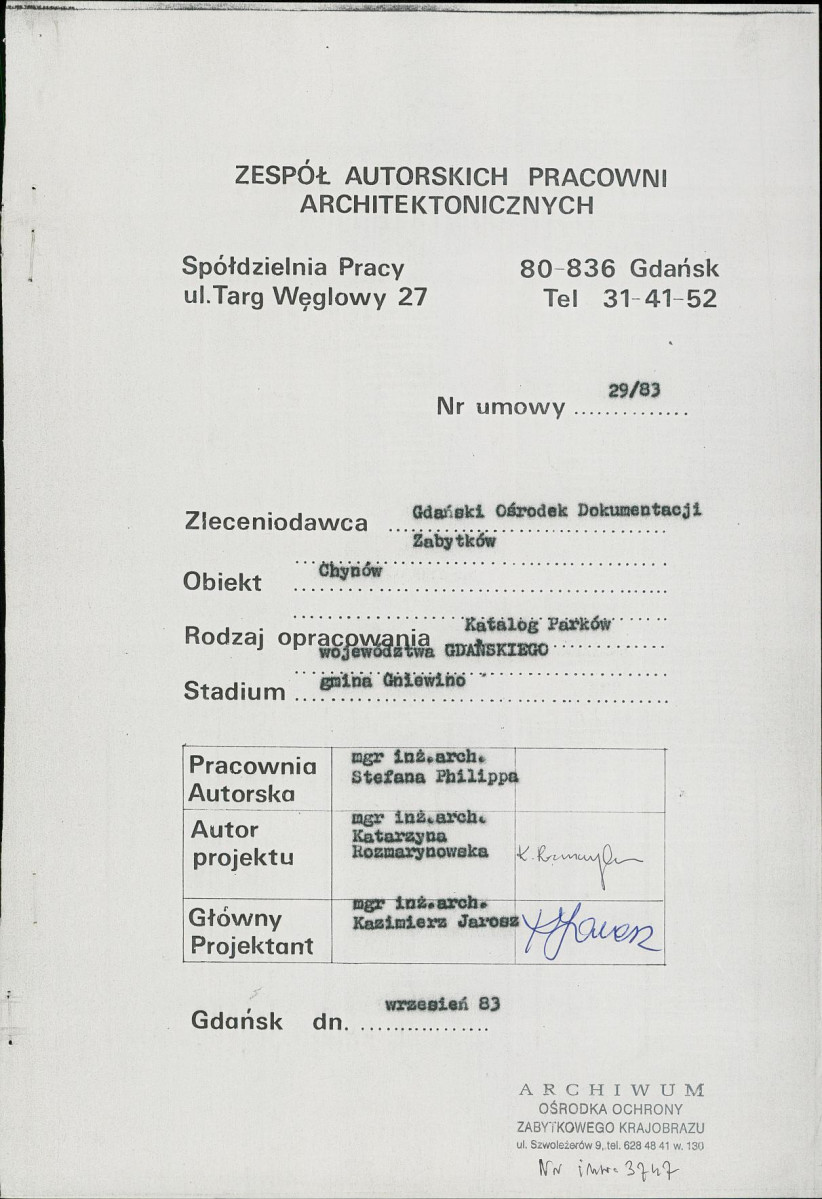 ZESPÓŁ AUTORSKICH PRACOWNI
ARCHITEKTONICZNYCH
Spółdzielnia Pracy 80-836 Gdańsk
ul.Targ Węglowy 27 Tel 31-41-52
Nr umowy 29/83
Zleceniodawca Gdański Ośrodek Dokumentacji
Zabytków
Obiekt Chynów
Rodzaj opracowania Katalog Parków
województwa GDAŃSKIEGO
Stadium gmina Gniewino
Pracownia Autorska
mgr inż.arch.
Stefana Philippa
Autor projektu
mgr inż.arch.
Katarzyna
Rozmarynowska
Główny Projektant
mgr inż.arch.
Kazimierz Jarosz
Gdańsk dn. wrzesień 83
ARCHIWUM
OŚRODKA OCHRONY
ZABYTKOWEGO KRAJOBRAZU
ul. Szwoleżerów 9, tel. 628 48 41 w. 130
Nr inw. 3747